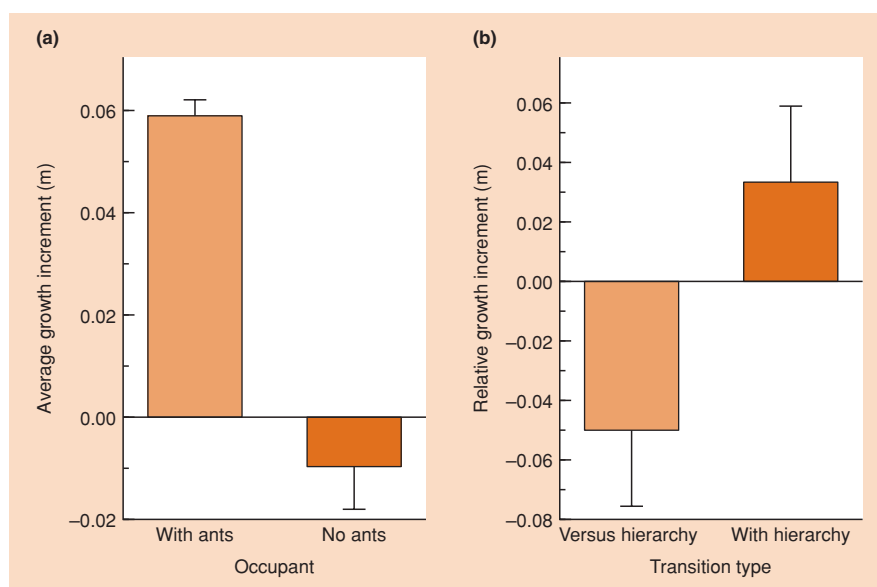 (a)
Average growth increment (m)
0.06
0.04
0.02
0.00
–0.02
With ants
No ants
Occupant
(b)
Relative growth increment (m)
0.06
0.04
0.02
0.00
–0.02
–0.04
–0.06
–0.08
Versus hierarchy
With hierarchy
Transition type